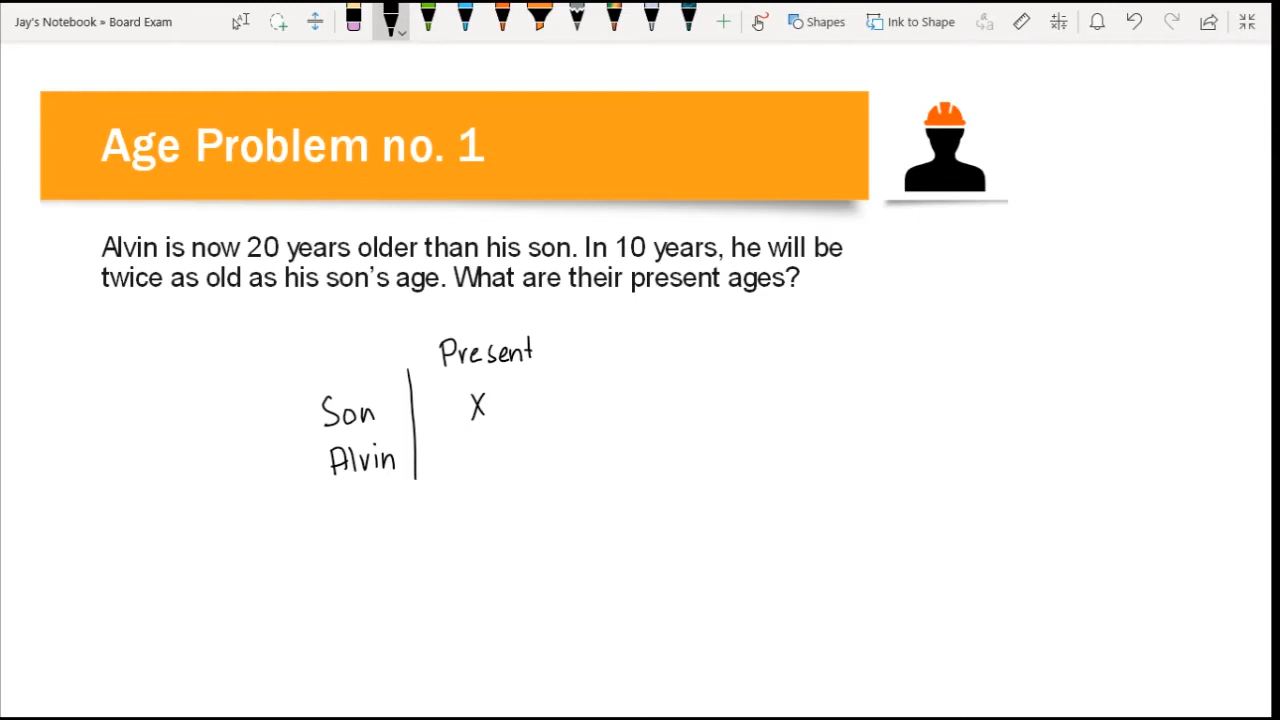 Jay's Notebook » Board Exam
Shapes
Ink to Shape
Age Problem no. 1
Alvin is now 20 years older than his son. In 10 years, he will be
twice as old as his son’s age. What are their present ages?
Present
Son X
Alvin